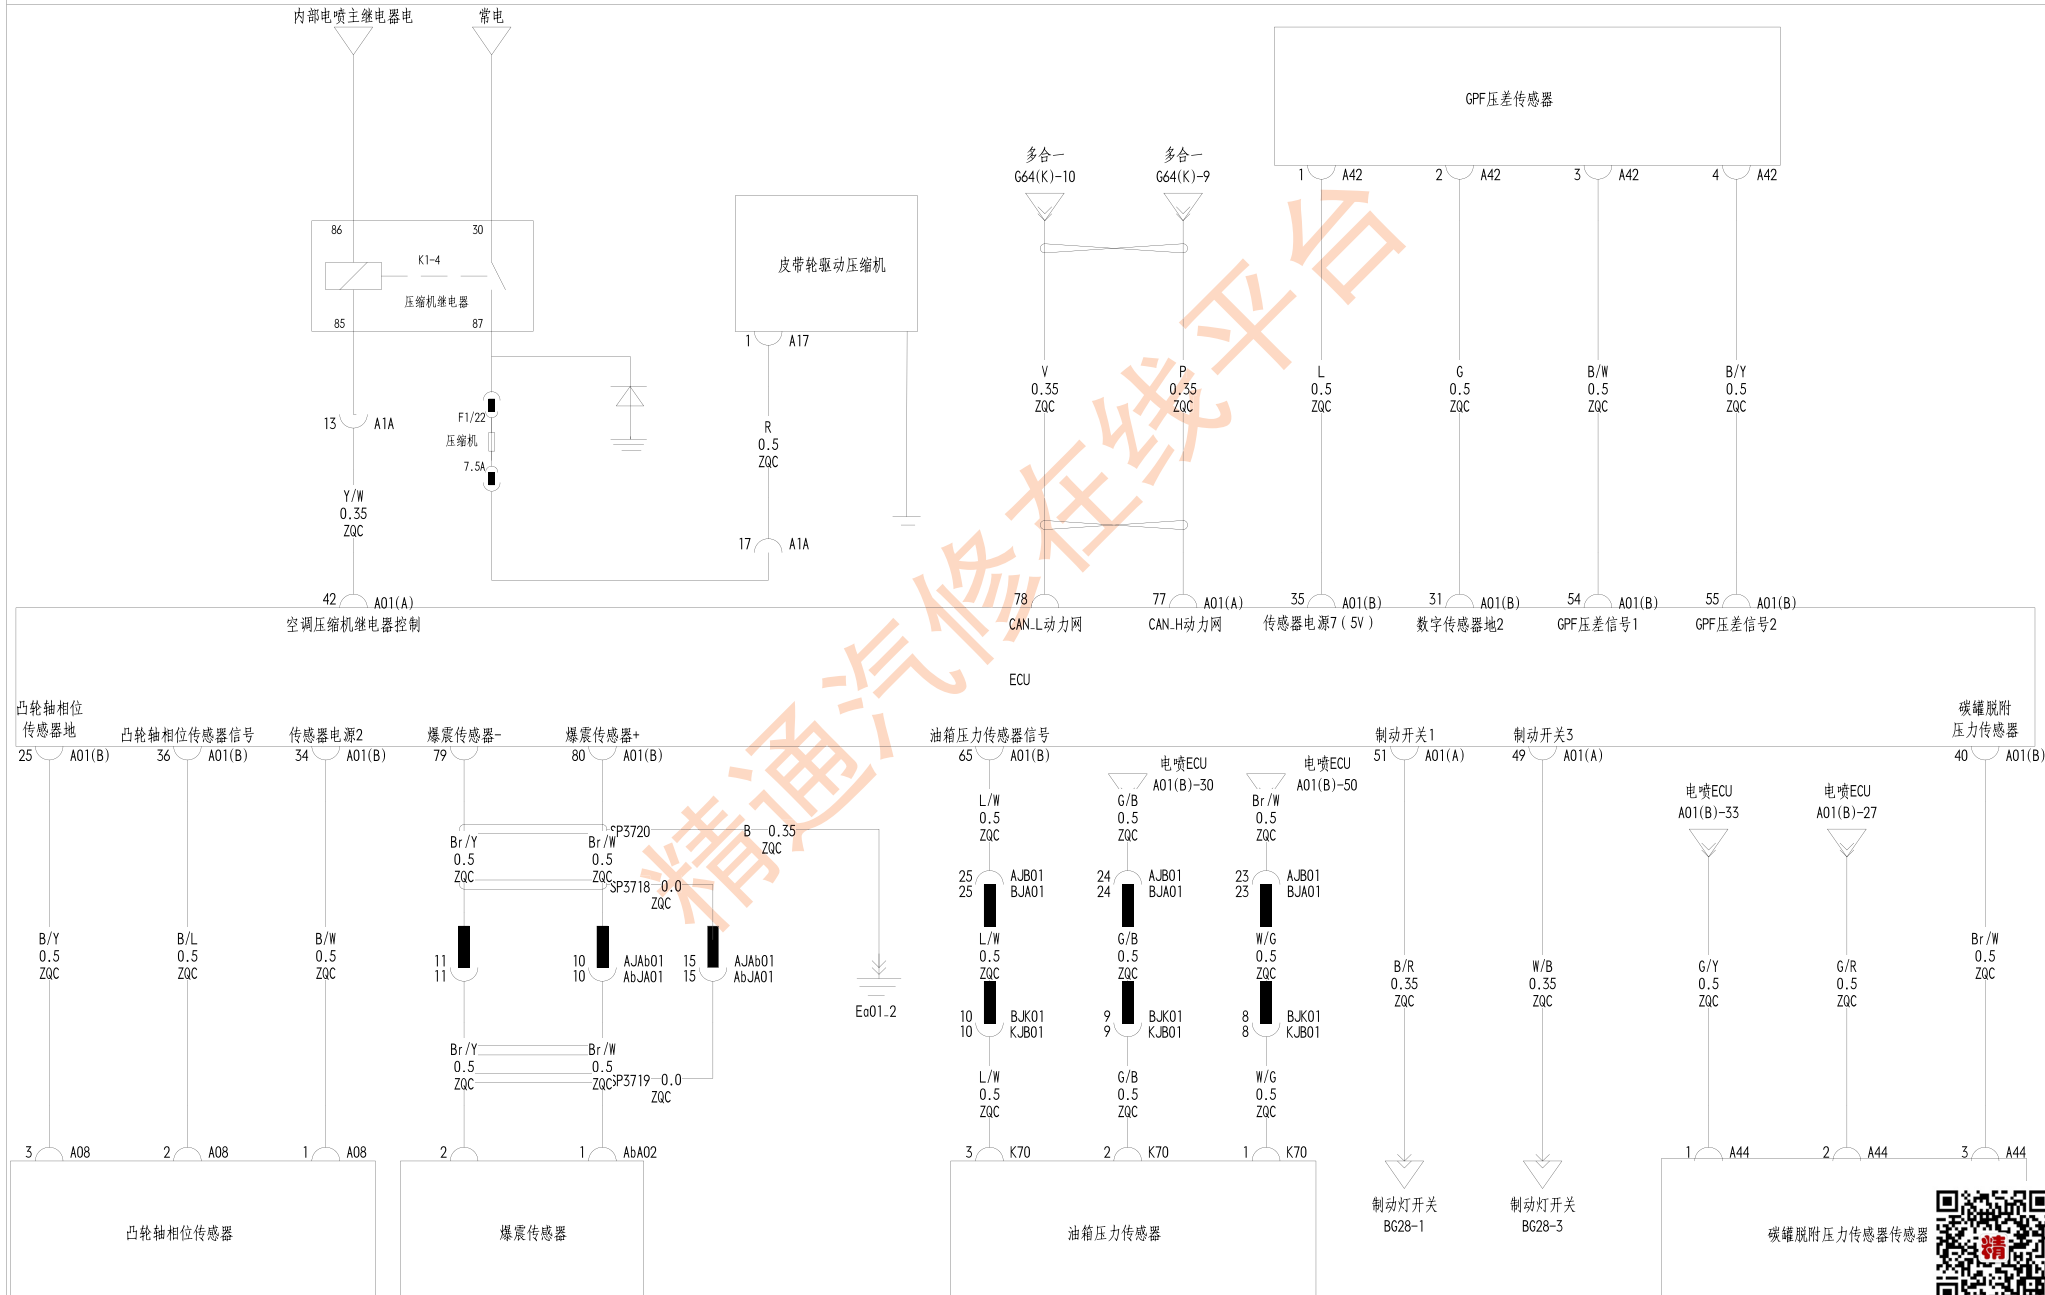 内部电喷主继电器电
常电
GPF压差传感器
多合一
G64(K)-10
多合一
G64(K)-9
1 A42
2 A42
3 A42
4 A42
86
30
K1-4
压缩机继电器
85
87
皮带轮驱动压缩机
1 A17
F1/22
压缩机
7.5A
13 A1A
Y/W
0.35
ZQC
R
0.5
ZQC
17 A1A
V
0.35
ZQC
P
0.35
ZQC
L
0.5
ZQC
G
0.5
ZQC
B/W
0.5
ZQC
B/Y
0.5
ZQC
42 A01(A)
空调压缩机继电器控制
78
CAN_L动力网
77 A01(A)
CAN_H动力网
35 A01(B)
传感器电源7(5V)
31 A01(B)
数字传感器地2
54 A01(B)
GPF压差信号1
55 A01(B)
GPF压差信号2
ECU
凸轮轴相位
传感器地
25 A01(B)
凸轮轴相位传感器信号
36 A01(B)
传感器电源2
34 A01(B)
爆震传感器-
79
爆震传感器+
80 A01(B)
油箱压力传感器信号
65 A01(B)
制动开关1
51 A01(A)
制动开关3
49 A01(A)
碳罐脱附
压力传感器
40 A01(B)
电喷ECU
A01(B)-30
电喷ECU
A01(B)-50
电喷ECU
A01(B)-33
电喷ECU
A01(B)-27
L/W
0.5
ZQC
G/B
0.5
ZQC
Br/W
0.5
ZQC
SP3720
B 0.35
ZQC
Br/Y
0.5
ZQC
Br/W
0.5
ZQC
SP3718 0.0
ZQC
25 AJB01
25 BJA01
24 AJB01
24 BJA01
23 AJB01
23 BJA01
B/Y
0.5
ZQC
B/L
0.5
ZQC
B/W
0.5
ZQC
11
11
10 AJAb01
10 AbJA01
15 AJAb01
15 AbJA01
Ea01_2
L/W
0.5
ZQC
G/B
0.5
ZQC
W/G
0.5
ZQC
B/R
0.35
ZQC
W/B
0.35
ZQC
G/Y
0.5
ZQC
G/R
0.5
ZQC
Br/W
0.5
ZQC
10 BJK01
10 KJB01
9 BJK01
9 KJB01
8 BJK01
8 KJB01
Br/Y
0.5
ZQC
Br/W
0.5
ZQC
SP3719 0.0
ZQC
L/W
0.5
ZQC
G/B
0.5
ZQC
W/G
0.5
ZQC
3 A08
2 A08
1 A08
2
1 AbA02
3 K70
2 K70
1 K70
1 A44
2 A44
3 A44
凸轮轴相位传感器
爆震传感器
油箱压力传感器
制动灯开关
BG28-1
制动灯开关
BG28-3
碳罐脱附压力传感器传感器
精
精通汽修在线平台